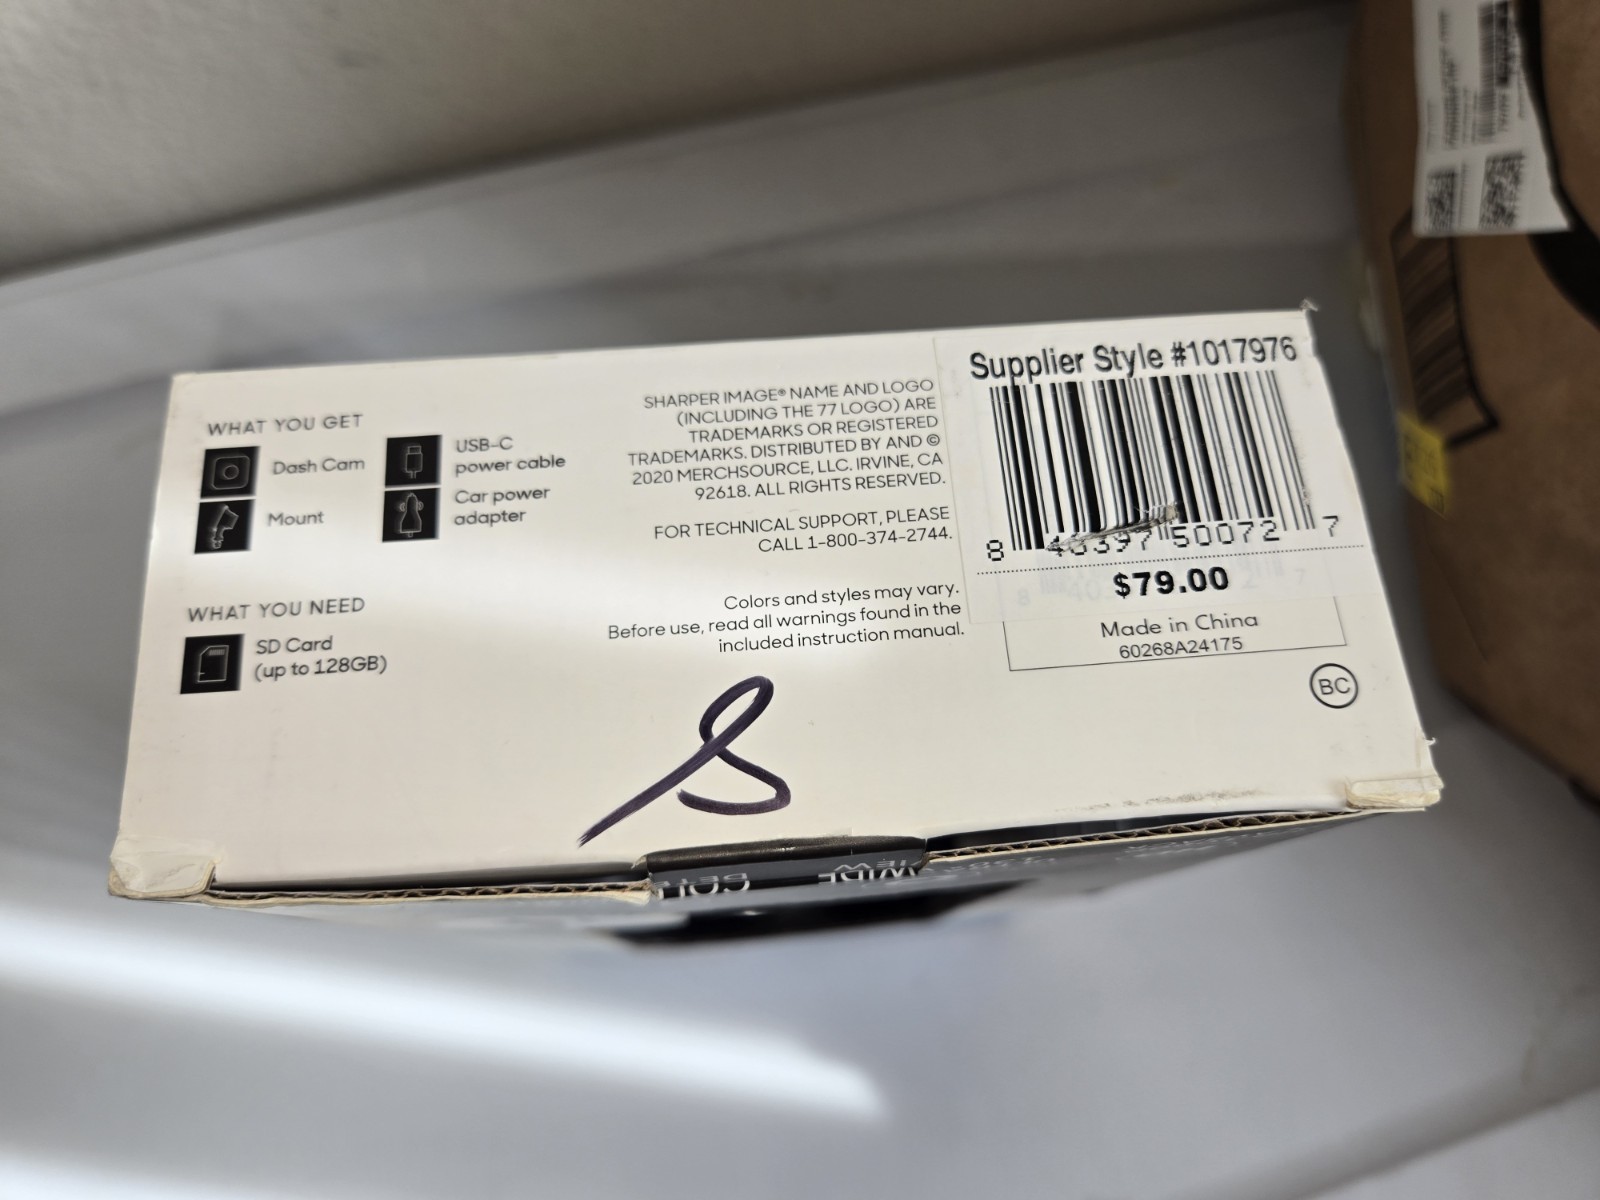 WHAT YOU GET
Dash Cam
Mount
USB-C
power cable
Car power
adapter
WHAT YOU NEED
SD Card
(up to 128GB)
SHARPER IMAGE® NAME AND LOGO
(INCLUDING THE 77 LOGO) ARE
TRADEMARKS OR REGISTERED
TRADEMARKS. DISTRIBUTED BY AND ©
2020 MERCHSOURCE, LLC. IRVINE, CA
92618. ALL RIGHTS RESERVED.
FOR TECHNICAL SUPPORT, PLEASE
CALL 1-800-374-2744.
Colors and styles may vary.
Before use, read all warnings found in the
included instruction manual.
Supplier Style #1017976
8 40397 50072 7
$79.00
Made in China
60268A24175
BC
S